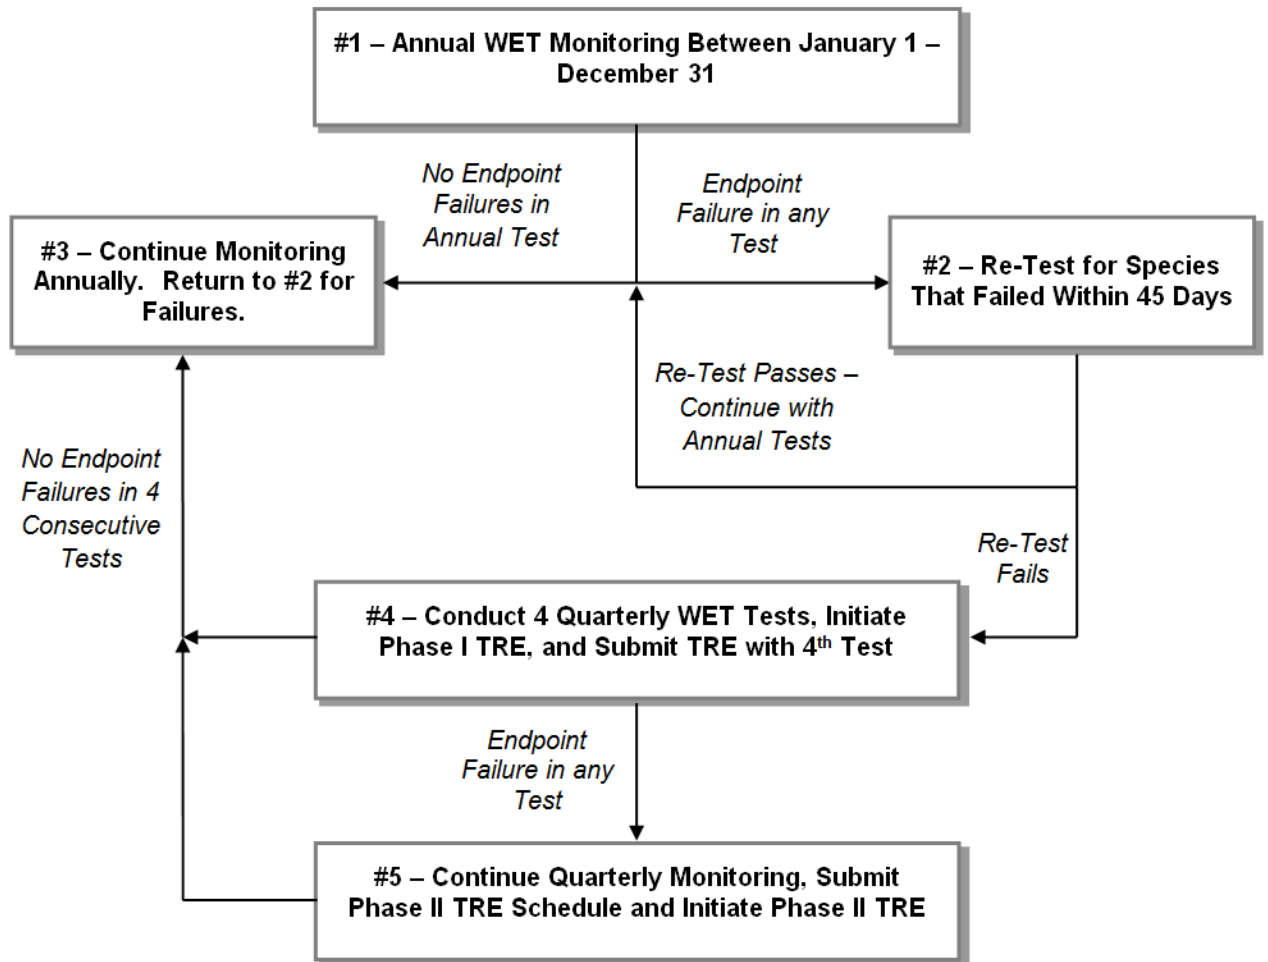 #1 – Annual WET Monitoring Between January 1 –
December 31
No Endpoint
Failures in
Annual Test
Endpoint
Failure in any
Test
#3 – Continue Monitoring
Annually.  Return to #2 for
Failures.
#2 – Re-Test for Species
That Failed Within 45 Days
Re-Test Passes –
Continue with
Annual Tests
No Endpoint
Failures in 4
Consecutive
Tests
Re-Test
Fails
#4 – Conduct 4 Quarterly WET Tests, Initiate
Phase I TRE, and Submit TRE with 4th Test
Endpoint
Failure in any
Test
#5 – Continue Quarterly Monitoring, Submit
Phase II TRE Schedule and Initiate Phase II TRE